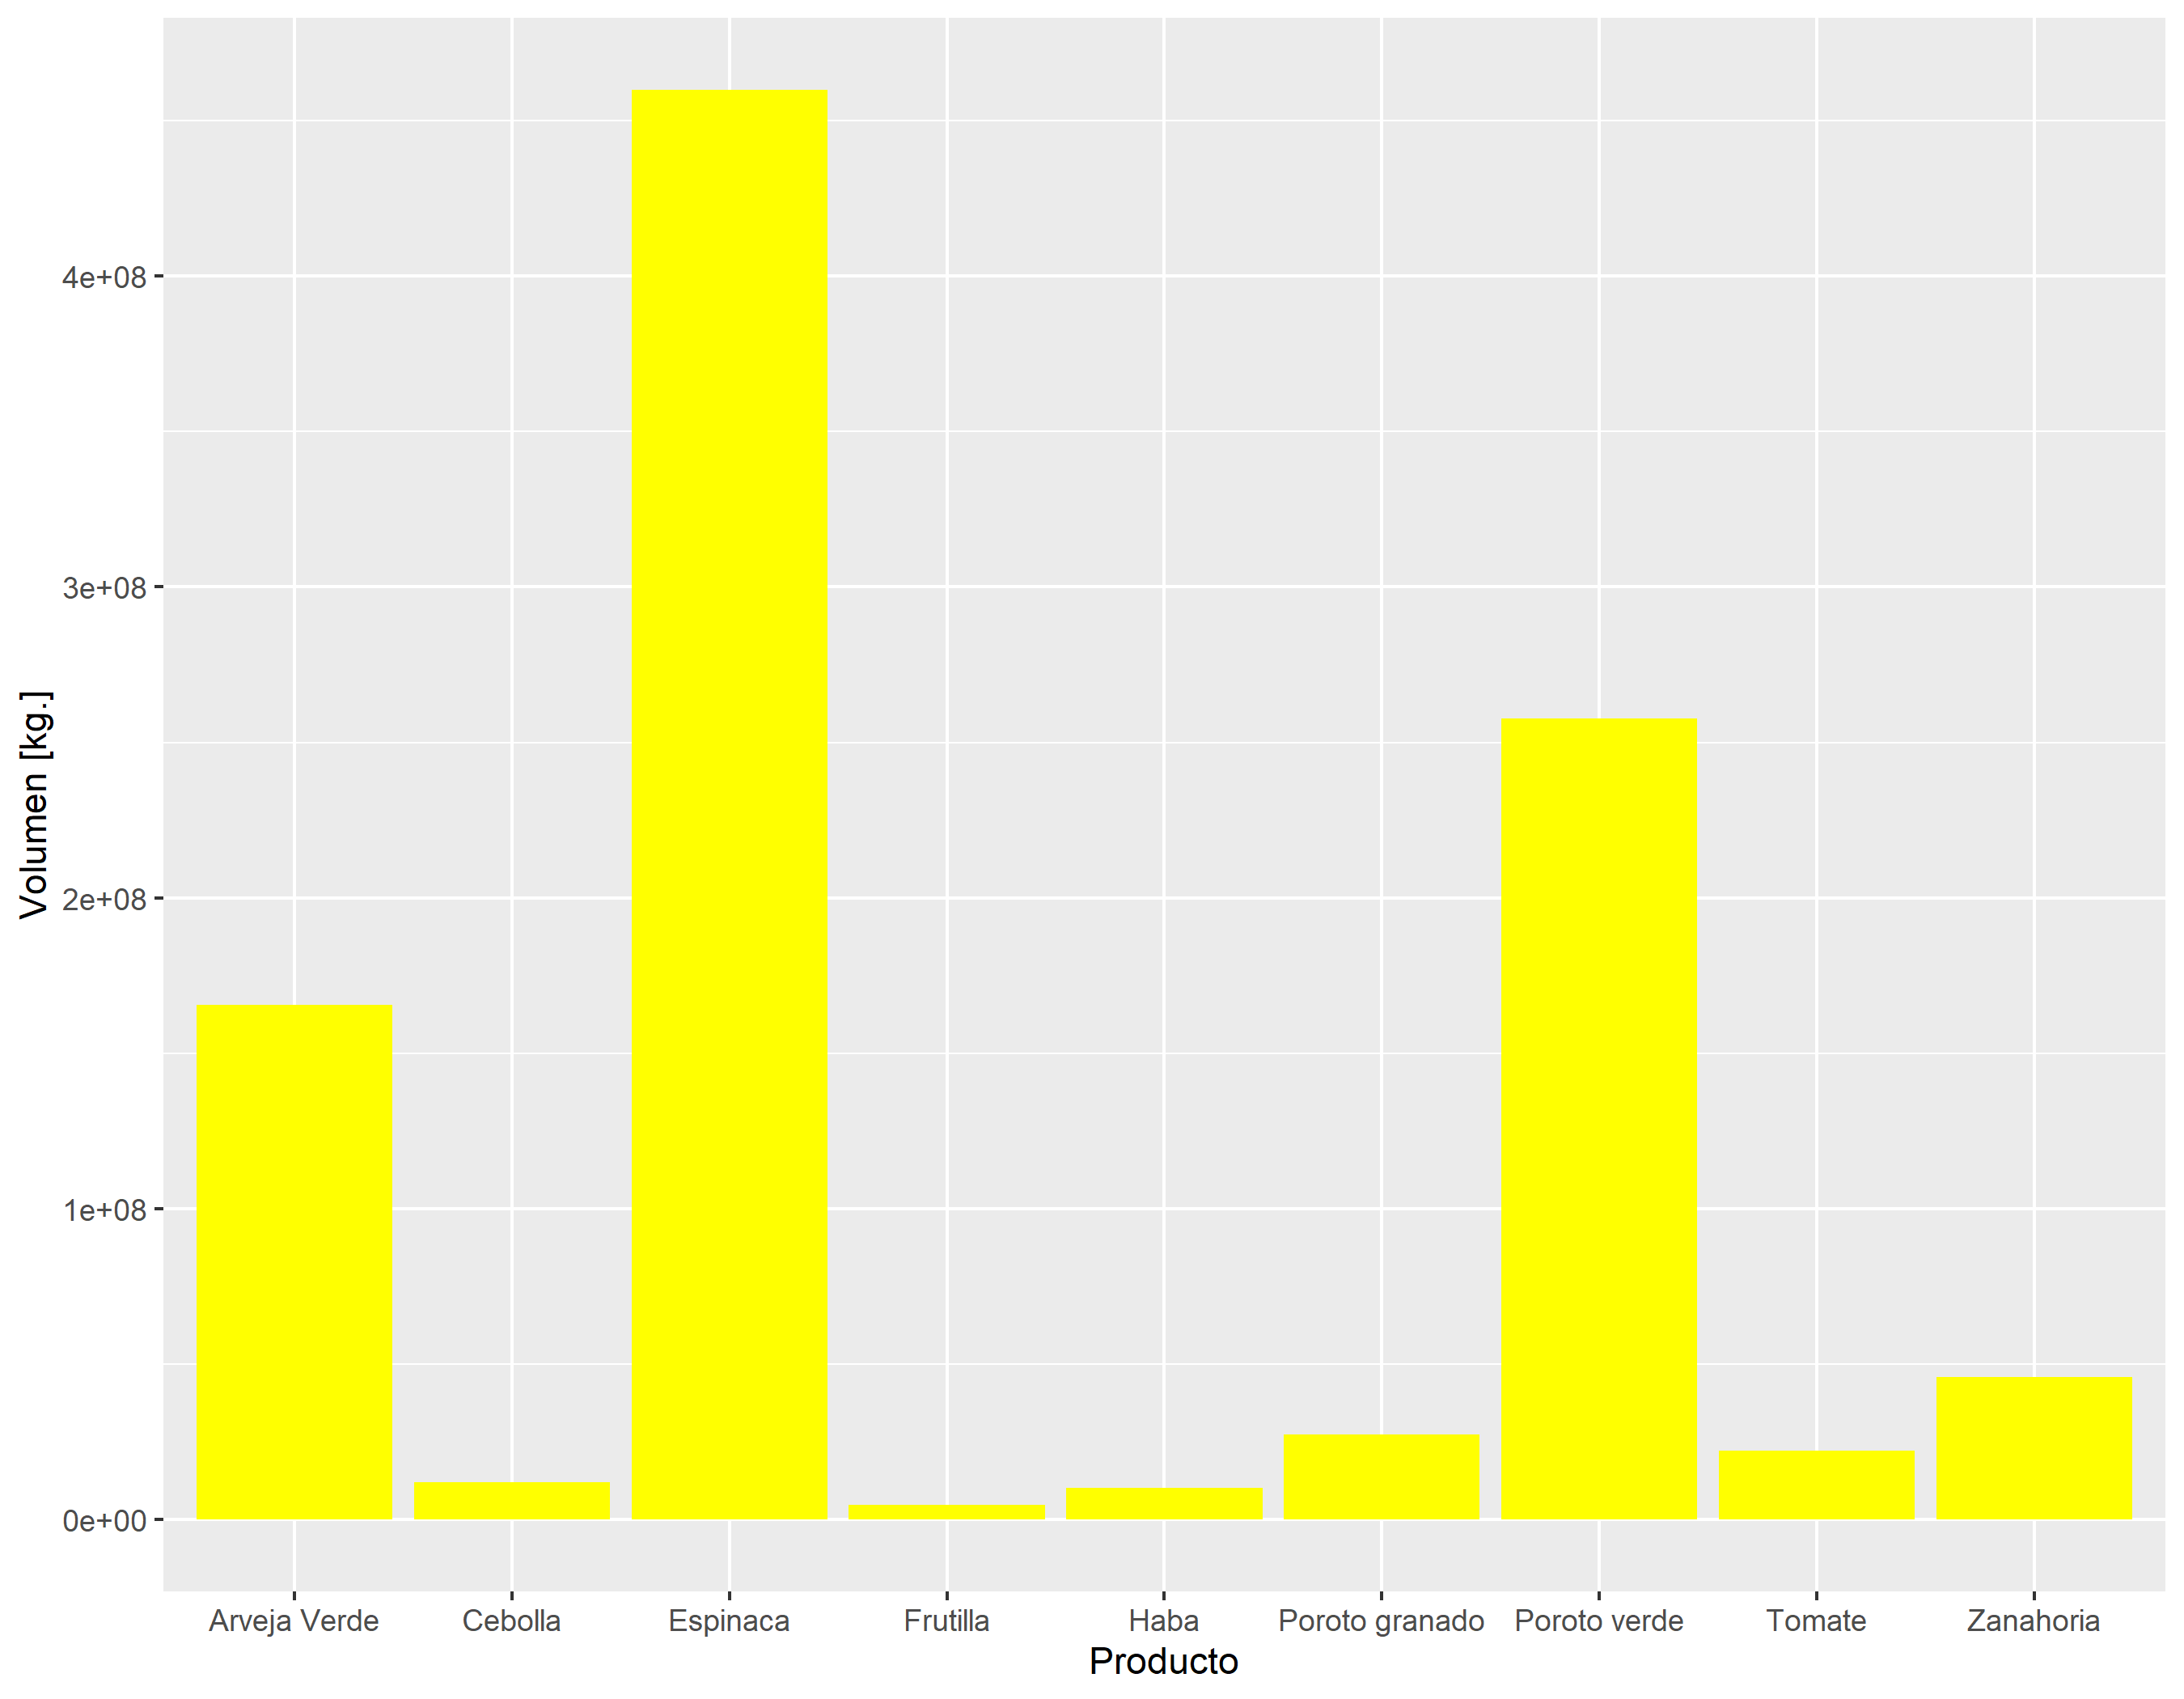 Volumen [kg.]
4e+08
3e+08
2e+08
1e+08
0e+00
Arveja Verde Cebolla Espinaca Frutilla Haba Poroto granado Poroto verde Tomate Zanahoria
Producto